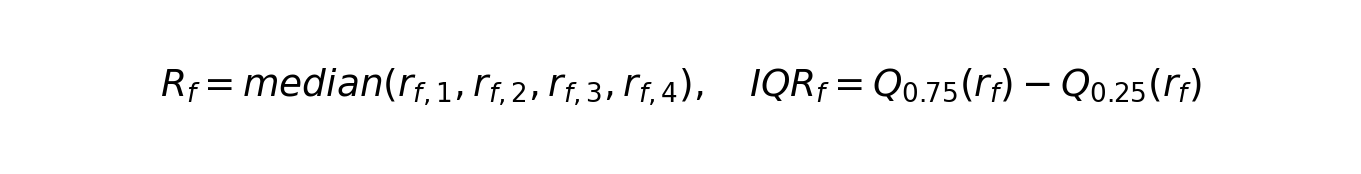 R_f = median(r_{f,1}, r_{f,2}, r_{f,3}, r_{f,4}),   IQR_f = Q_{0.75}(r_f) − Q_{0.25}(r_f)